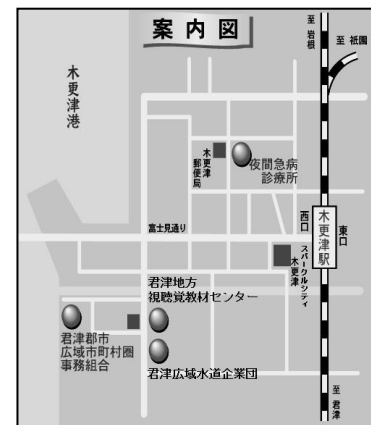 案内図
至岩根
至祇園
木更津港
木更津
郵便局
夜間急病
診療所
富士見通り
西口
木更津駅
東口
スパークルシティ
木更津
君津地方
視聴覚教材センター
君津郡市
広域市町村圏
事務組合
君津広域水道企業団
至君津